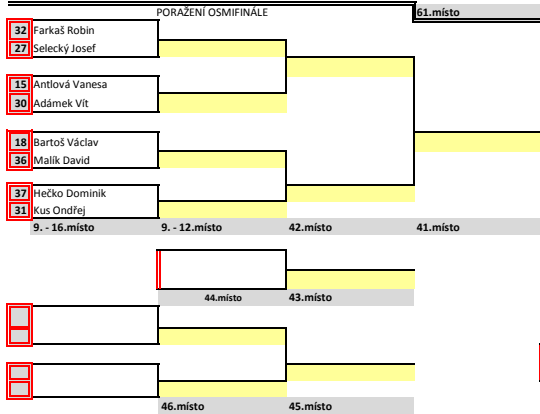 PORAŽENÍ OSMIFINÁLE 61.místo
32 Farkaš Robin
27 Selecký Josef
15 Antlová Vanesa
30 Adámek Vít
18 Bartoš Václav
36 Malík David
37 Hečko Dominik
31 Kus Ondřej
9. - 16.místo 9. - 12.místo 42.místo 41.místo
44.místo 43.místo
46.místo 45.místo